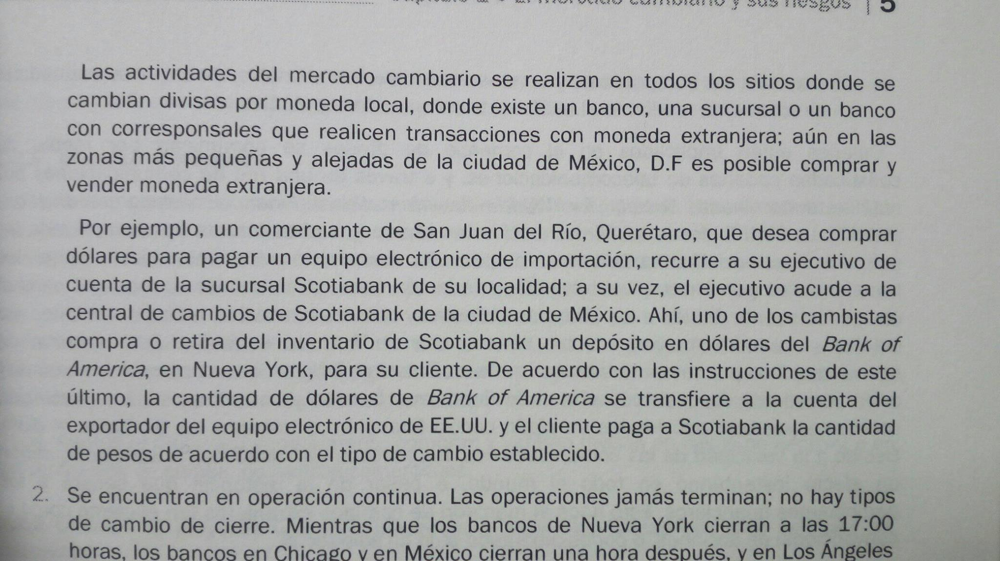 El mercado cambiario y sus riesgos | 5
Las actividades del mercado cambiario se realizan en todos los sitios donde se
cambian divisas por moneda local, donde existe un banco, una sucursal o un banco
con corresponsales que realicen transacciones con moneda extranjera; aún en las
zonas más pequeñas y alejadas de la ciudad de México, D.F es posible comprar y
vender moneda extranjera.
Por ejemplo, un comerciante de San Juan del Río, Querétaro, que desea comprar
dólares para pagar un equipo electrónico de importación, recurre a su ejecutivo de
cuenta de la sucursal Scotiabank de su localidad; a su vez, el ejecutivo acude a la
central de cambios de Scotiabank de la ciudad de México. Ahí, uno de los cambistas
compra o retira del inventario de Scotiabank un depósito en dólares del Bank of
America, en Nueva York, para su cliente. De acuerdo con las instrucciones de este
último, la cantidad de dólares de Bank of America se transfiere a la cuenta del
exportador del equipo electrónico de EE.UU. y el cliente paga a Scotiabank la cantidad
de pesos de acuerdo con el tipo de cambio establecido.
2. Se encuentran en operación continua. Las operaciones jamás terminan; no hay tipos
de cambio de cierre. Mientras que los bancos de Nueva York cierran a las 17:00
horas, los bancos en Chicago y en México cierran una hora después, y en Los Ángeles